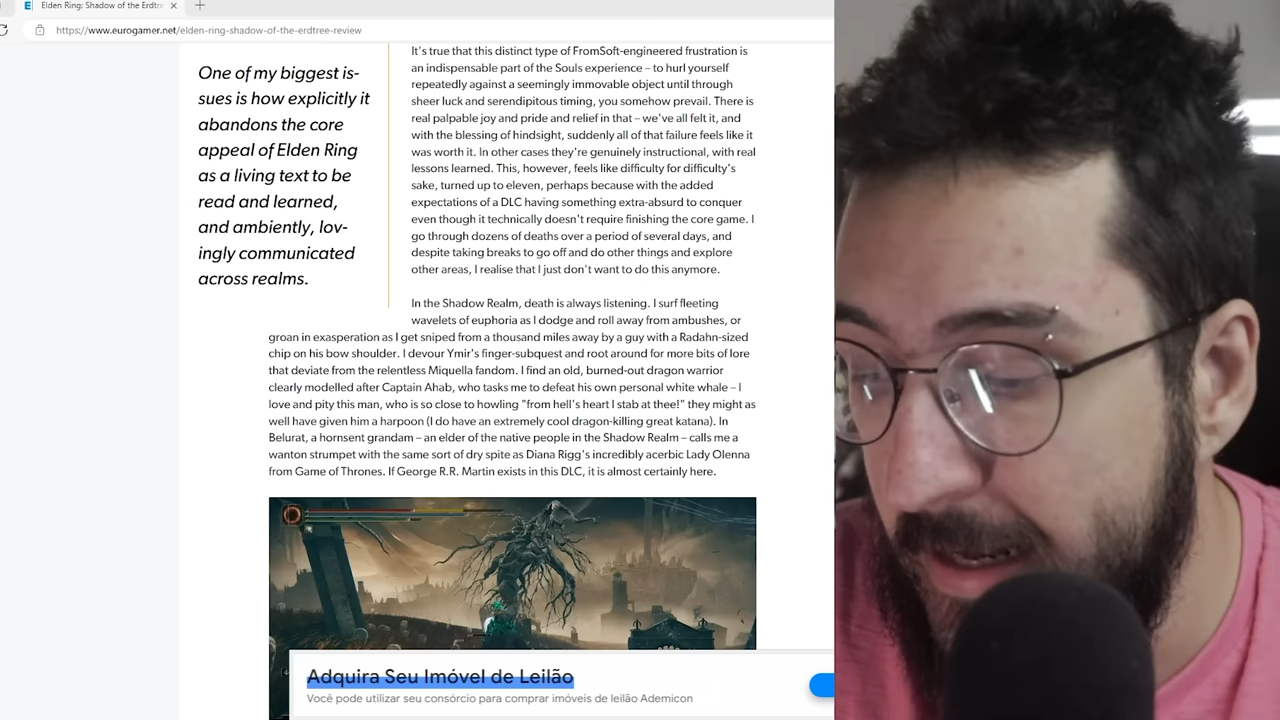 Elden Ring: Shadow of the Erdtr
https://www.eurogamer.net/elden-ring-shadow-of-the-erdtree-review
One of my biggest is-
sues is how explicitly it
abandons the core
appeal of Elden Ring
as a living text to be
read and learned,
and ambiently, lov-
ingly communicated
across realms.
It's true that this distinct type of FromSoft-engineered frustration is
an indispensable part of the Souls experience – to hurl yourself
repeatedly against a seemingly immovable object until through
sheer luck and serendipitous timing, you somehow prevail. There is
real palpable joy and pride and relief in that – we've all felt it, and
with the blessing of hindsight, suddenly all of that failure feels like it
was worth it. In other cases they're genuinely instructional, with real
lessons learned. This, however, feels like difficulty for difficulty's
sake, turned up to eleven, perhaps because with the added
expectations of a DLC having something extra-absurd to conquer
even though it technically doesn't require finishing the core game. I
go through dozens of deaths over a period of several days, and
despite taking breaks to go off and do other things and explore
other areas, I realise that I just don't want to do this anymore.
In the Shadow Realm, death is always listening. I surf fleeting
wavelets of euphoria as I dodge and roll away from ambushes, or
groan in exasperation as I get sniped from a thousand miles away by a guy with a Radahn-sized
chip on his bow shoulder. I devour Ymir's finger-subquest and root around for more bits of lore
that deviate from the relentless Miquella fandom. I find an old, burned-out dragon warrior
clearly modelled after Captain Ahab, who tasks me to defeat his own personal white whale – I
love and pity this man, who is so close to howling "from hell's heart I stab at thee!" they might as
well have given him a harpoon (I do have an extremely cool dragon-killing great katana). In
Belurat, a hornsent grandam – an elder of the native people in the Shadow Realm – calls me a
wanton strumpet with the same sort of dry spite as Diana Rigg's incredibly acerbic Lady Olenna
from Game of Thrones. If George R.R. Martin exists in this DLC, it is almost certainly here.
Adquira Seu Imóvel de Leilão
Você pode utilizar seu consórcio para comprar imóveis de leilão Ademicon